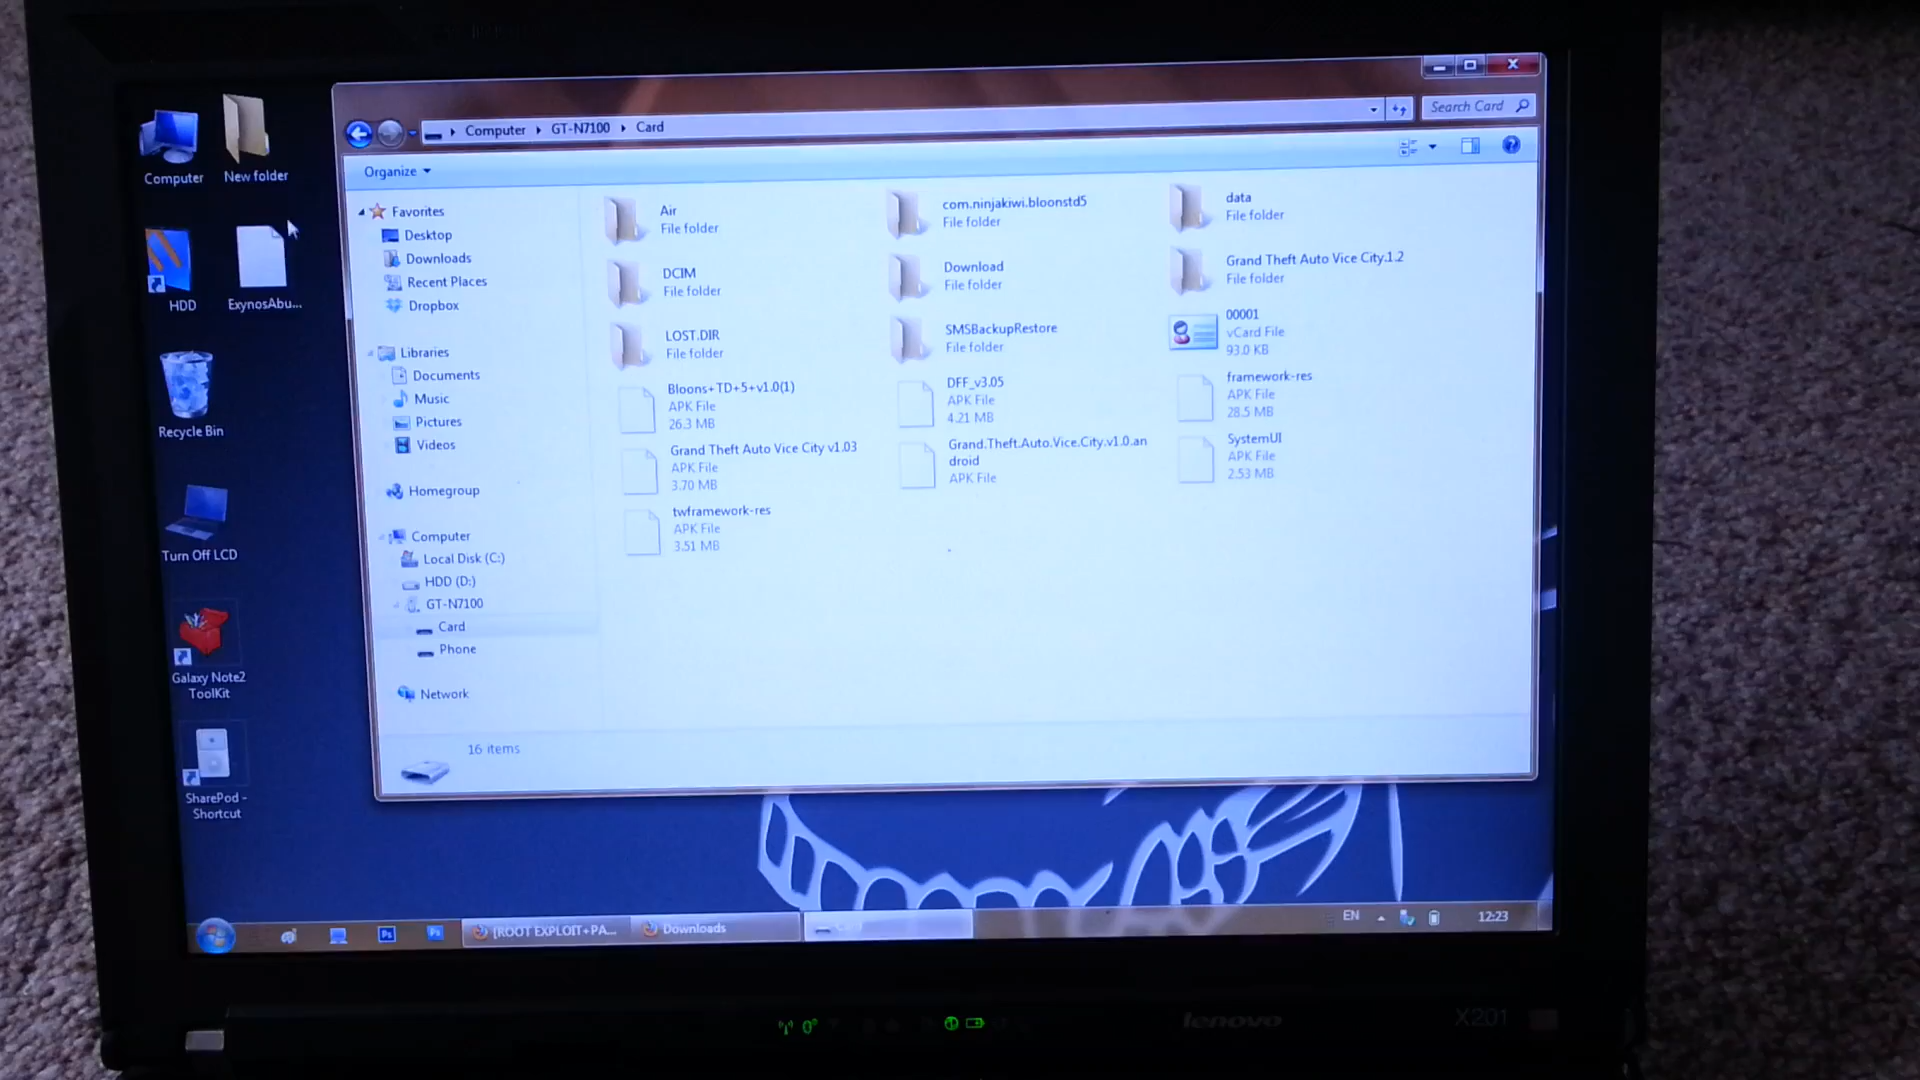 Computer
New folder
HDD
ExynosAbu...
Recycle Bin
Turn Off LCD
Galaxy Note2
ToolKit
SharePod -
Shortcut
Computer GT-N7100 Card
Search Card
Organize
Favorites
Desktop
Downloads
Recent Places
Dropbox
Libraries
Documents
Music
Pictures
Videos
Homegroup
Computer
Local Disk (C:)
HDD (D:)
GT-N7100
Card
Phone
Network
Air
File folder
com.ninjakiwi.bloonstd5
File folder
data
File folder
DCIM
File folder
Download
File folder
Grand Theft Auto Vice City.1.2
File folder
LOST.DIR
File folder
SMSBackupRestore
File folder
00001
vCard File
93.0 KB
Bloons+TD+5+v1.0(1)
APK File
26.3 MB
DFF_v3.05
APK File
4.21 MB
framework-res
APK File
28.5 MB
Grand Theft Auto Vice City v1.03
APK File
3.70 MB
Grand.Theft.Auto.Vice.City.v1.0.an
droid
APK File
SystemUI
APK File
2.53 MB
twframework-res
APK File
3.51 MB
16 items
Ps
[ROOT EXPLOIT+PA...
Downloads
EN
12:23
lenovo
X201